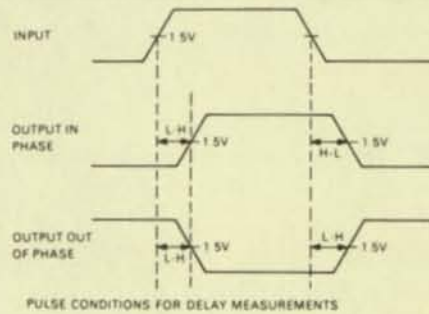 INPUT
1 5V
OUTPUT IN
PHASE
L-H
1 5V
H-L
1 5V
OUTPUT OUT
OF PHASE
L-H
1 5V
L-H
1 5V
PULSE CONDITIONS FOR DELAY MEASUREMENTS